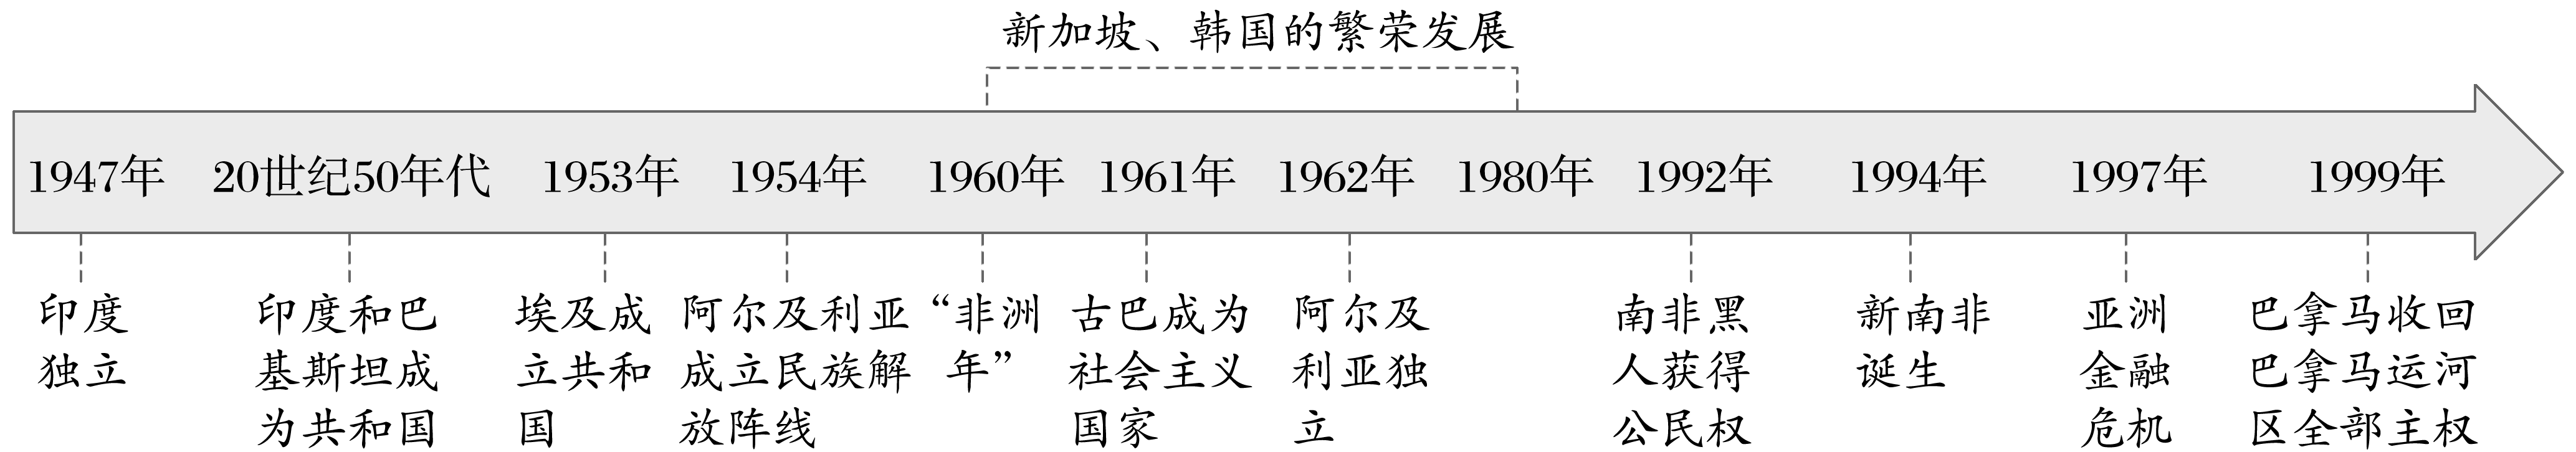 新加坡、韩国的繁荣发展
1947年 20世纪50年代 1953年 1954年 1960年 1961年 1962年 1980年 1992年 1994年 1997年 1999年
印度
独立
印度和巴
基斯坦成
为共和国
埃及成
立共和
国
阿尔及利亚
成立民族解
放阵线
“非洲
年”
古巴成为
社会主义
国家
阿尔及
利亚独
立
南非黑
人获得
公民权
新南非
诞生
亚洲
金融
危机
巴拿马收回
巴拿马运河
区全部主权